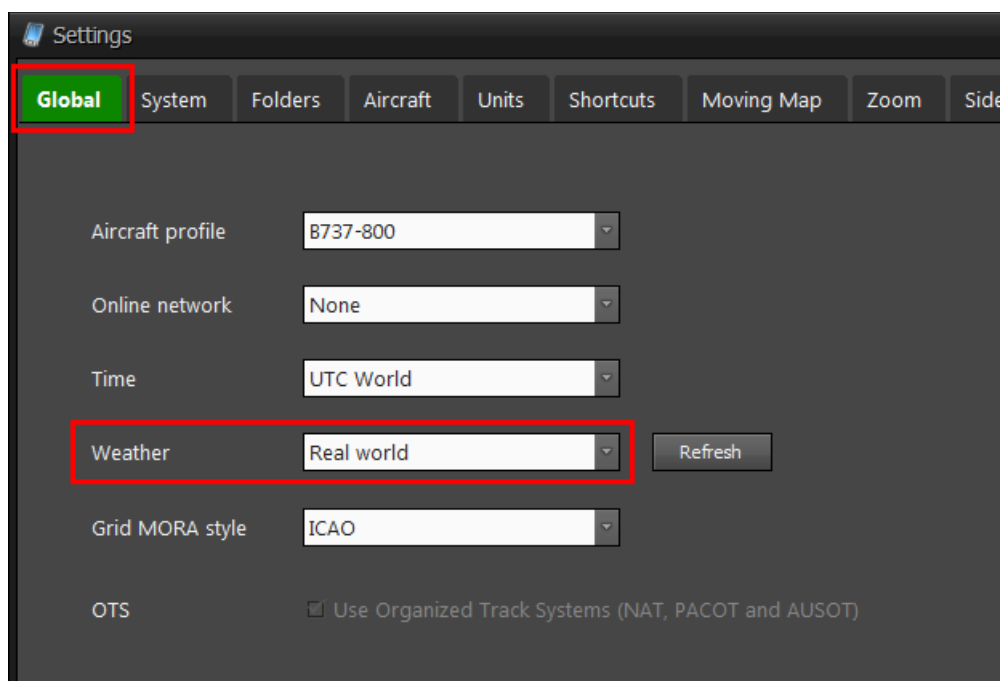 Settings
Global System Folders Aircraft Units Shortcuts Moving Map Zoom Side
Aircraft profile B737-800
Online network None
Time UTC World
Weather Real world Refresh
Grid MORA style ICAO
OTS Use Organized Track Systems (NAT, PACOT and AUSOT)